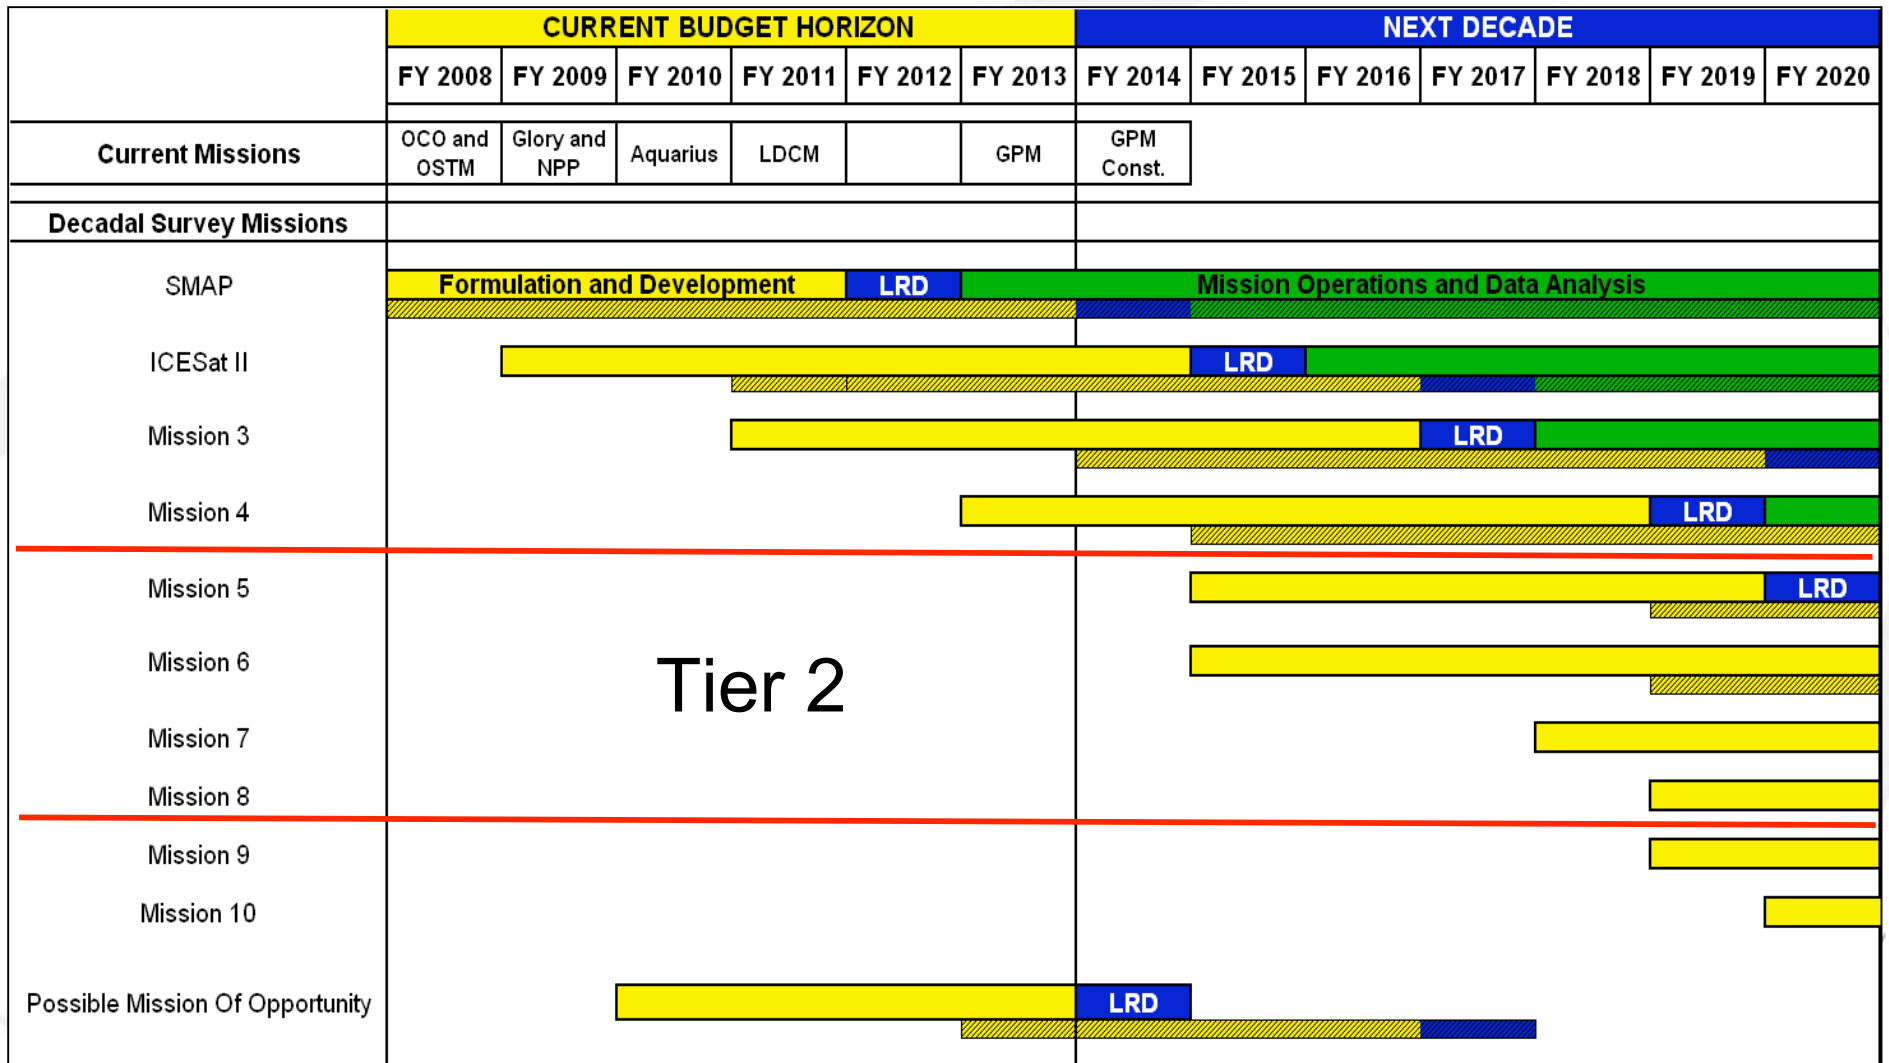 CURRENT BUDGET HORIZON NEXT DECADE
FY 2008 FY 2009 FY 2010 FY 2011 FY 2012 FY 2013 FY 2014 FY 2015 FY 2016 FY 2017 FY 2018 FY 2019 FY 2020
Current Missions
OCO and
OSTM
Glory and
NPP
Aquarius
LDCM
GPM
GPM
Const.
Decadal Survey Missions
SMAP Formulation and Development LRD Mission Operations and Data Analysis
ICESat II LRD
Mission 3 LRD
Mission 4 LRD
Mission 5 LRD
Mission 6
Tier 2
Mission 7
Mission 8
Mission 9
Mission 10
Possible Mission Of Opportunity LRD